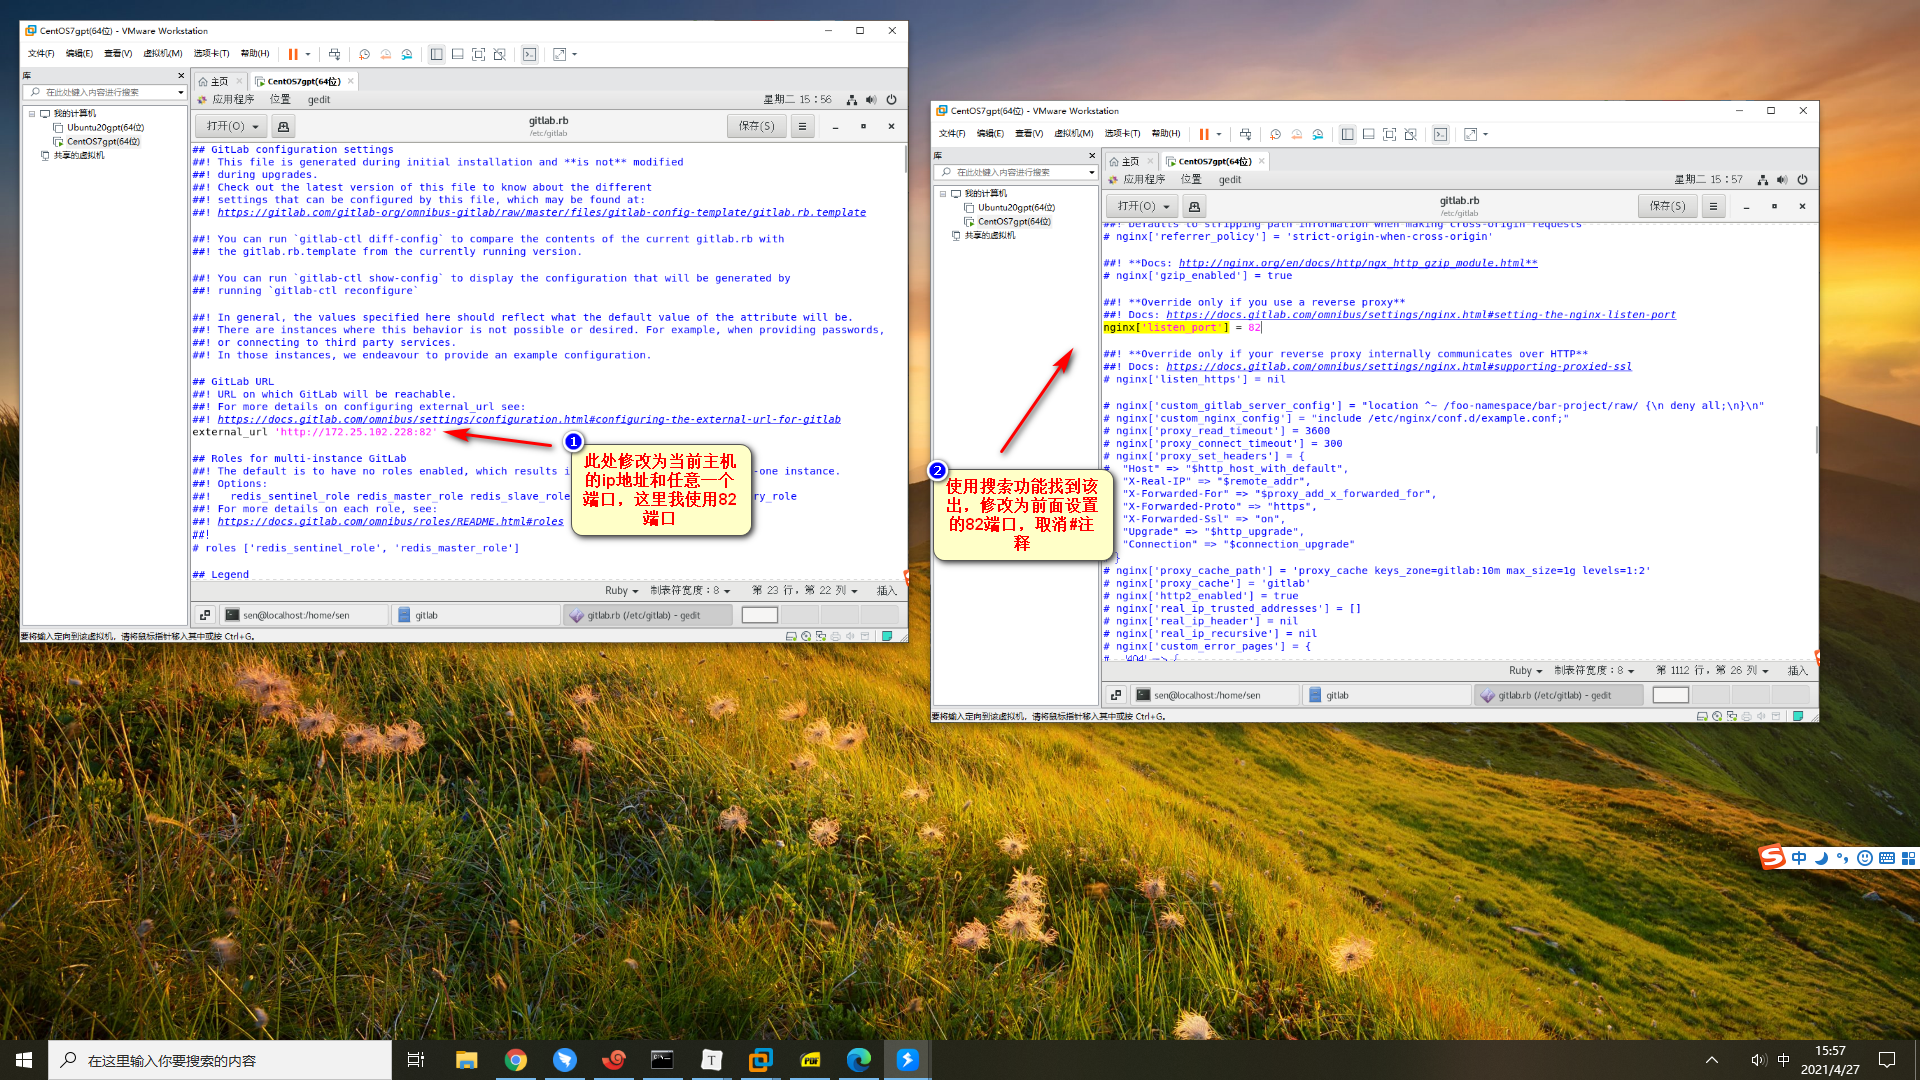 CentOS7gpt(64位) - VMware Workstation
文件(F) 编辑(E) 查看(V) 虚拟机(M) 选项卡(T) 帮助(H)
库
在此处键入内容进行搜索
我的计算机
Ubuntu20gpt(64位)
CentOS7gpt(64位)
共享的虚拟机
主页 CentOS7gpt(64位)
应用程序 位置 gedit 星期二 15：56
打开(O) gitlab.rb 保存(S)
/etc/gitlab
## GitLab configuration settings
##! This file is generated during initial installation and **is not** modified
##! during upgrades.
##! Check out the latest version of this file to know about the different
##! settings that can be configured by this file, which may be found at:
##! https://gitlab.com/gitlab-org/omnibus-gitlab/raw/master/files/gitlab-config-template/gitlab.rb.template
##! You can run `gitlab-ctl diff-config` to compare the contents of the current gitlab.rb with
##! the gitlab.rb.template from the currently running version.
##! You can run `gitlab-ctl show-config` to display the configuration that will be generated by
##! running `gitlab-ctl reconfigure`
##! In general, the values specified here should reflect what the default value of the attribute will be.
##! There are instances where this behavior is not possible or desired. For example, when providing passwords,
##! or connecting to third party services.
##! In those instances, we endeavour to provide an example configuration.
## GitLab URL
##! URL on which GitLab will be reachable.
##! For more details on configuring external_url see:
##! https://docs.gitlab.com/omnibus/settings/configuration.html#configuring-the-external-url-for-gitlab
external_url 'http://172.25.102.228:82'
## Roles for multi-instance GitLab
##! The default is to have no roles enabled, which results i -one instance.
##! Options:
##! redis_sentinel_role redis_master_role redis_slave_role ry_role
##! For more details on each role, see:
##! https://docs.gitlab.com/omnibus/roles/README.html#roles
##!
# roles ['redis_sentinel_role', 'redis_master_role']
## Legend
Ruby 制表符宽度：8 第 23 行，第 22 列 插入
sen@localhost:/home/sen gitlab gitlab.rb (/etc/gitlab) - gedit
要将输入定向到该虚拟机，请将鼠标指针移入其中或按 Ctrl+G。
1
此处修改为当前主机
的ip地址和任意一个
端口，这里我使用82
端口
CentOS7gpt(64位) - VMware Workstation
文件(F) 编辑(E) 查看(V) 虚拟机(M) 选项卡(T) 帮助(H)
库
在此处键入内容进行搜索
我的计算机
Ubuntu20gpt(64位)
CentOS7gpt(64位)
共享的虚拟机
主页 CentOS7gpt(64位)
应用程序 位置 gedit 星期二 15：57
打开(O) gitlab.rb 保存(S)
/etc/gitlab
##! Defaults to stripping path information when making cross-origin requests
# nginx['referrer_policy'] = 'strict-origin-when-cross-origin'
##! **Docs: http://nginx.org/en/docs/http/ngx_http_gzip_module.html**
# nginx['gzip_enabled'] = true
##! **Override only if you use a reverse proxy**
##! Docs: https://docs.gitlab.com/omnibus/settings/nginx.html#setting-the-nginx-listen-port
nginx['listen_port'] = 82
##! **Override only if your reverse proxy internally communicates over HTTP**
##! Docs: https://docs.gitlab.com/omnibus/settings/nginx.html#supporting-proxied-ssl
# nginx['listen_https'] = nil
# nginx['custom_gitlab_server_config'] = "location ^~ /foo-namespace/bar-project/raw/ {\n deny all;\n}\n"
# nginx['custom_nginx_config'] = "include /etc/nginx/conf.d/example.conf;"
# nginx['proxy_read_timeout'] = 3600
# nginx['proxy_connect_timeout'] = 300
# nginx['proxy_set_headers'] = {
# "Host" => "$http_host_with_default",
"X-Real-IP" => "$remote_addr",
"X-Forwarded-For" => "$proxy_add_x_forwarded_for",
"X-Forwarded-Proto" => "https",
"X-Forwarded-Ssl" => "on",
"Upgrade" => "$http_upgrade",
"Connection" => "$connection_upgrade"
}
# nginx['proxy_cache_path'] = 'proxy_cache keys_zone=gitlab:10m max_size=1g levels=1:2'
# nginx['proxy_cache'] = 'gitlab'
# nginx['http2_enabled'] = true
# nginx['real_ip_trusted_addresses'] = []
# nginx['real_ip_header'] = nil
# nginx['real_ip_recursive'] = nil
# nginx['custom_error_pages'] = {
# '404' => {
Ruby 制表符宽度：8 第 1112 行，第 26 列 插入
sen@localhost:/home/sen gitlab gitlab.rb (/etc/gitlab) - gedit
要将输入定向到该虚拟机，请将鼠标指针移入其中或按 Ctrl+G。
2
使用搜索功能找到该
出，修改为前面设置
的82端口，取消#注
释
中
在这里输入你要搜索的内容
T
PDF
中
15:57
2021/4/27